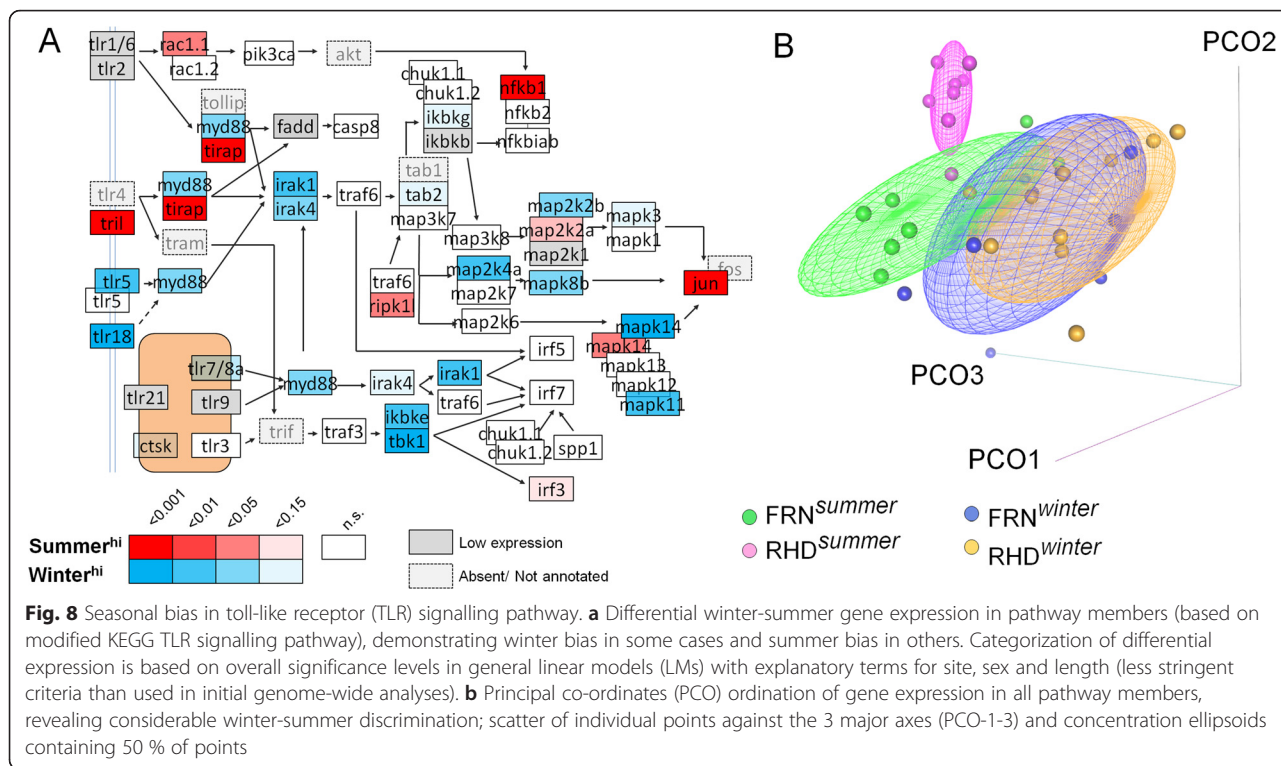 A
tlr1/6
tlr2
rac1.1
rac1.2
pik3ca
akt
chuk1.1
chuk1.2
ikbkg
ikbkb
nfkb1
nfkb2
nfkbiab
tollip
myd88
tirap
fadd
casp8
tlr4
tril
myd88
tirap
tram
irak1
irak4
traf6
tab1
tab2
map3k7
map3k8
map2k2b
map2k2a
map2k1
mapk3
mapk1
tlr5
tlr5
myd88
tlr18
traf6
ripk1l
map2k4a
map2k7
mapk8b
map2k6
fos
jun
mapk14
mapk14
mapk13
mapk12
mapk11
tlr7/8a
tlr21
tlr9
ctsk
tlr3
myd88
irak4
irak1
traf6
irf5
irf7
trif
traf3
ikbke
tbk1
chuk1.1
chuk1.2
spp1
irf3
<0.001
<0.01
<0.05
<0.15
n.s.
Summerhi
Winterhi
Low expression
Absent/ Not annotated
B
PCO2
PCO3
PCO1
FRNsummer
RHDsummer
FRNwinter
RHDwinter
Fig. 8 Seasonal bias in toll-like receptor (TLR) signalling pathway. a Differential winter-summer gene expression in pathway members (based on
modified KEGG TLR signalling pathway), demonstrating winter bias in some cases and summer bias in others. Categorization of differential
expression is based on overall significance levels in general linear models (LMs) with explanatory terms for site, sex and length (less stringent
criteria than used in initial genome-wide analyses). b Principal co-ordinates (PCO) ordination of gene expression in all pathway members,
revealing considerable winter-summer discrimination; scatter of individual points against the 3 major axes (PCO-1-3) and concentration ellipsoids
containing 50 % of points